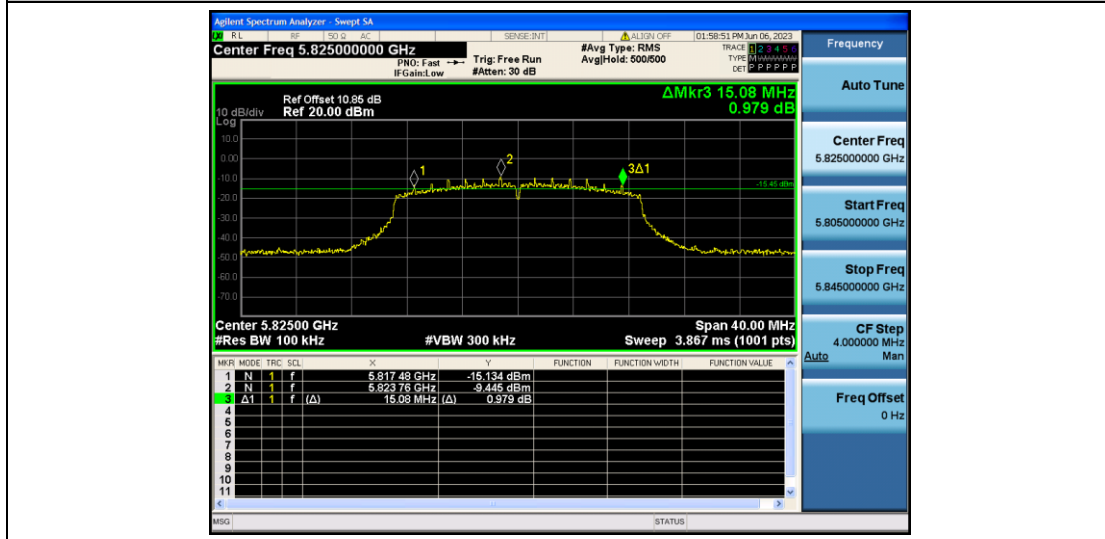 Agilent Spectrum Analyzer - Swept SA
RL RF 50 Ω AC SENSE:INT ALIGN OFF 01:58:51 PM Jun 06, 2023
Center Freq 5.825000000 GHz
PNO: Fast
IFGain:Low
Trig: Free Run
#Atten: 30 dB
#Avg Type: RMS
Avg|Hold: 500/500
TRACE 1 2 3 4 5 6
TYPE M
DET P P P P P P
ΔMkr3 15.08 MHz
0.979 dB
Ref Offset 10.85 dB
10 dB/div Ref 20.00 dBm
Log
10.0
0.00
-10.0
-20.0
-30.0
-40.0
-50.0
-60.0
-70.0
1
2
3Δ1
-15.45 dBm
Center 5.82500 GHz Span 40.00 MHz
#Res BW 100 kHz #VBW 300 kHz Sweep 3.867 ms (1001 pts)
MKR MODE TRC SCL X Y FUNCTION FUNCTION WIDTH FUNCTION VALUE
1 N 1 f 5.817 48 GHz -15.134 dBm
2 N 1 f 5.823 76 GHz -9.445 dBm
3 Δ1 1 f (Δ) 15.08 MHz (Δ) 0.979 dB
4
5
6
7
8
9
10
11
MSG STATUS
Frequency
Auto Tune
Center Freq
5.825000000 GHz
Start Freq
5.805000000 GHz
Stop Freq
5.845000000 GHz
CF Step
4.000000 MHz
Auto Man
Freq Offset
0 Hz